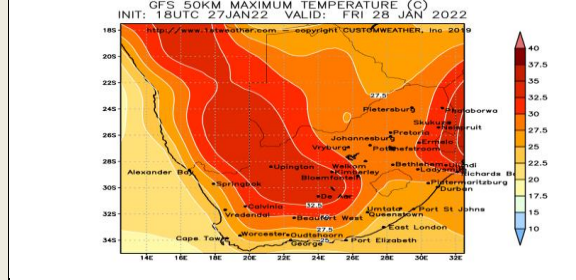 GFS 50KM MAXIMUM TEMPERATURE (C)
INIT: 18UTC 27JAN22 VALID: FRI 28 JAN 2022
http://www.1stweather.com – copyright CUSTOMWEATHER, Inc 2019
18S
20S
22S
24S
26S
28S
30S
32S
34S
27.5
Pietersburg
Phalaborwa
Skukuza
Nelspruit
Pretoria
Johannesburg
Ermelo
Vryburg
Potchefstroom
Welkom
Bethlehem
Ulundi
Upington
Kimberley
Ladysmith
Alexander Bay
Bloemfontein
Richards Ba
Springbok
Pietermaritzburg
Durban
De Aar
Calvinia
32.5
Umtata
Port St Johns
Vredendal
Beaufort West
Queenstown
27.5
East London
Cape Town
Worcester
Oudtshoorn
George
25
Port Elizabeth
14E
16E
18E
20E
22E
24E
26E
28E
30E
32E
40
37.5
35
32.5
30
27.5
25
22.5
20
17.5
15
10